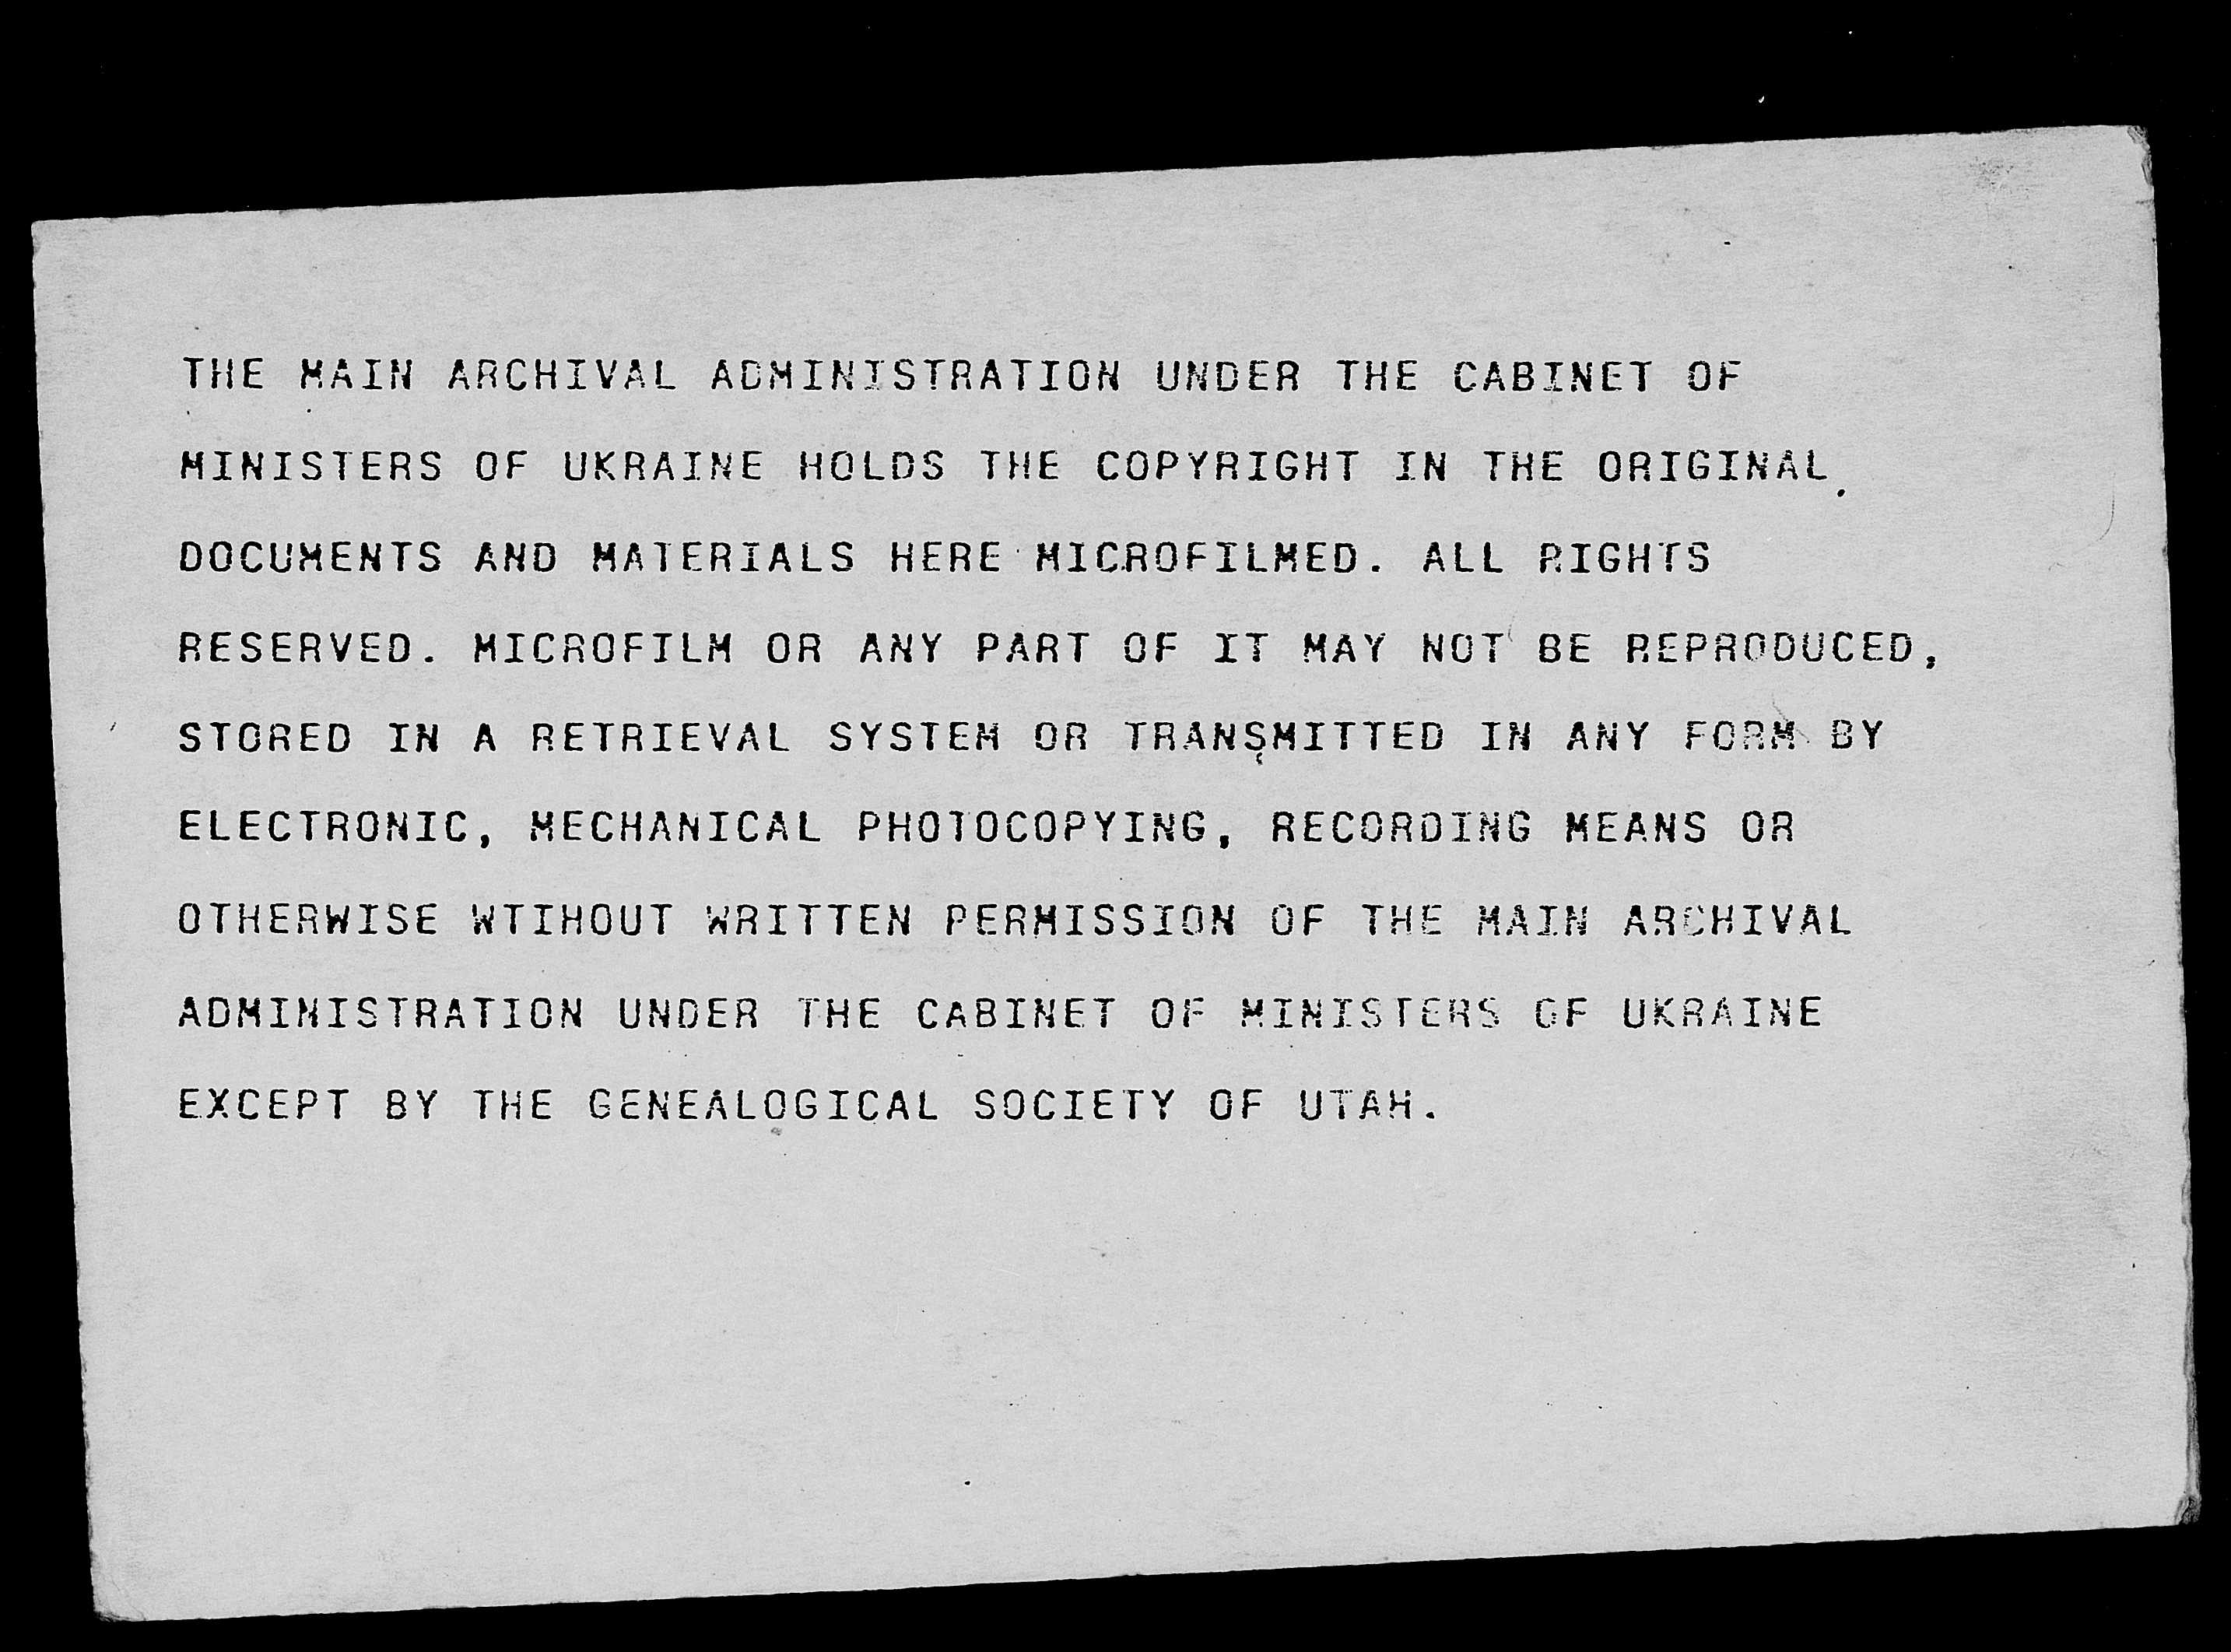 THE MAIN ARCHIVAL ADMINISTRATION UNDER THE CABINET OF
MINISTERS OF UKRAINE HOLDS THE COPYRIGHT IN THE ORIGINAL
DOCUMENTS AND MATERIALS HERE MICROFILMED. ALL RIGHTS
RESERVED. MICROFILM OR ANY PART OF IT MAY NOT BE REPRODUCED,
STORED IN A RETRIEVAL SYSTEM OR TRANSMITTED IN ANY FORM BY
ELECTRONIC, MECHANICAL PHOTOCOPYING, RECORDING MEANS OR
OTHERWISE WTIHOUT WRITTEN PERMISSION OF THE MAIN ARCHIVAL
ADMINISTRATION UNDER THE CABINET OF MINISTERS OF UKRAINE
EXCEPT BY THE GENEALOGICAL SOCIETY OF UTAH.